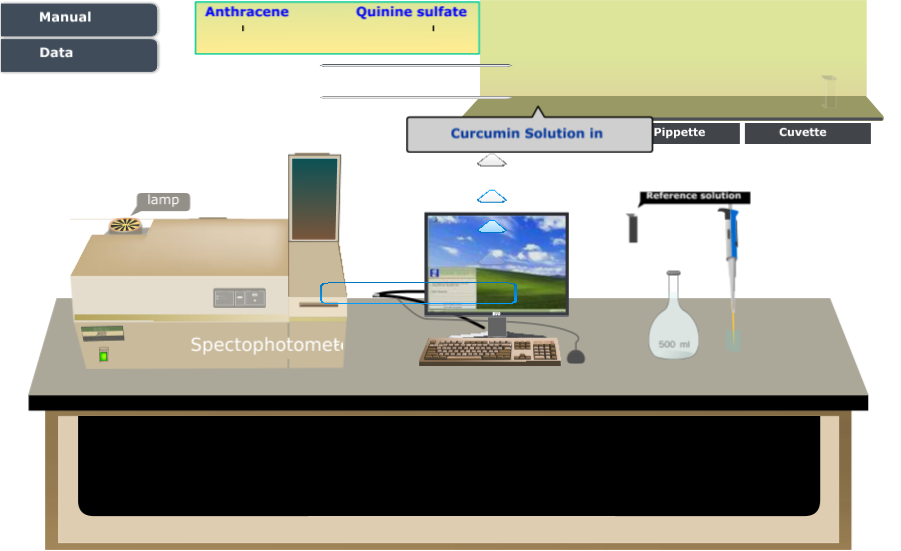 Manual
Data
Anthracene
Quinine sulfate
Curcumin Solution in
Pippette
Cuvette
lamp
Reference solution
Spectophotomete
500 ml